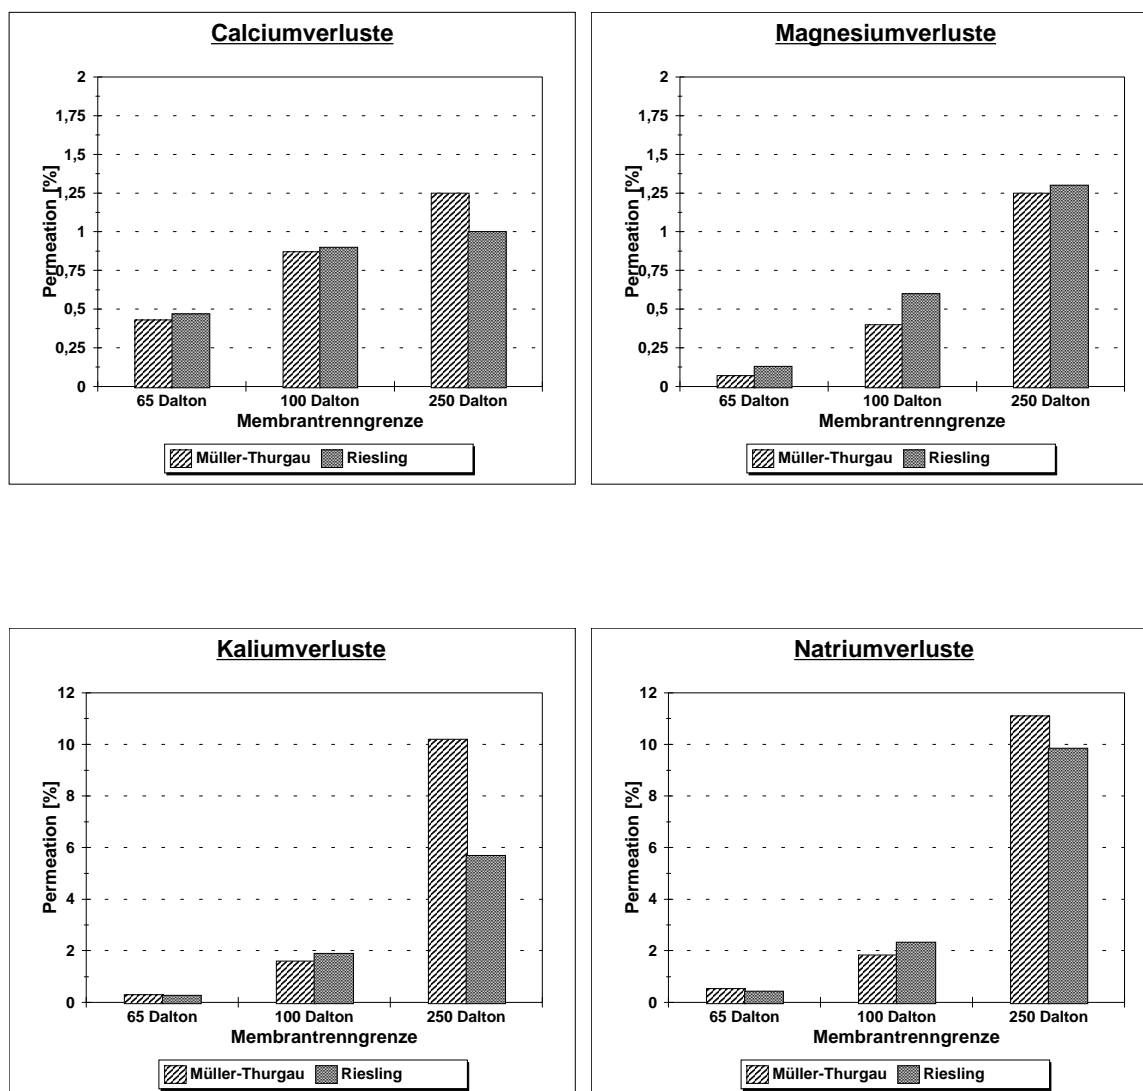 Calciumverluste
Permeation [%]
2
1,75
1,5
1,25
1
0,75
0,5
0,25
0
65 Dalton 100 Dalton 250 Dalton
Membrantrenngrenze
Müller-Thurgau Riesling
Magnesiumverluste
Permeation [%]
2
1,75
1,5
1,25
1
0,75
0,5
0,25
0
65 Dalton 100 Dalton 250 Dalton
Membrantrenngrenze
Müller-Thurgau Riesling
Kaliumverluste
Permeation [%]
12
10
8
6
4
2
0
65 Dalton 100 Dalton 250 Dalton
Membrantrenngrenze
Müller-Thurgau Riesling
Natriumverluste
Permeation [%]
12
10
8
6
4
2
0
65 Dalton 100 Dalton 250 Dalton
Membrantrenngrenze
Müller-Thurgau Riesling